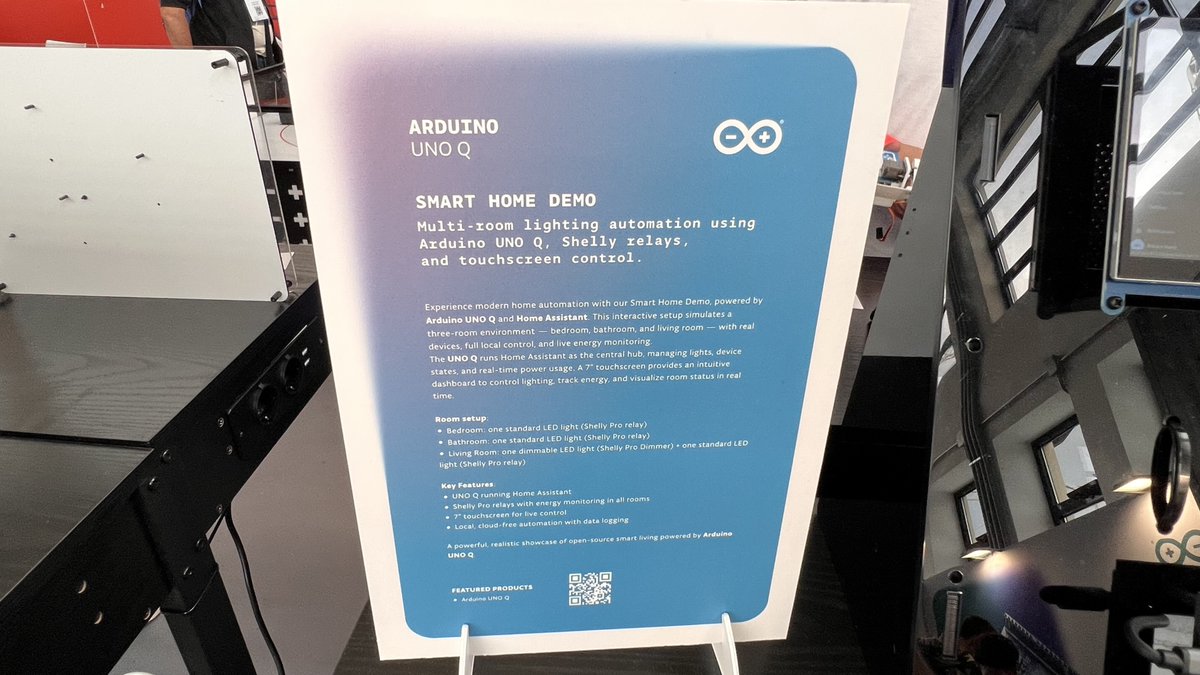 ARDUINO
UNO Q
SMART HOME DEMO
Multi-room lighting automation using
Arduino UNO Q, Shelly relays,
and touchscreen control.
Experience modern home automation with our Smart Home Demo, powered by
Arduino UNO Q and Home Assistant. This interactive setup simulates a
three-room environment — bedroom, bathroom, and living room — with real
devices, full local control, and live energy monitoring.
The UNO Q runs Home Assistant as the central hub, managing lights, device
states, and real-time power usage. A 7" touchscreen provides an intuitive
dashboard to control lighting, track energy, and visualize room status in real
time.
Room setup:
• Bedroom: one standard LED light (Shelly Pro relay)
• Bathroom: one standard LED light (Shelly Pro relay)
• Living Room: one dimmable LED light (Shelly Pro Dimmer) + one standard LED
light (Shelly Pro relay)
Key Features:
• UNO Q running Home Assistant
• Shelly Pro relays with energy monitoring in all rooms
• 7" touchscreen for live control
• Local, cloud-free automation with data logging
A powerful, realistic showcase of open-source smart living powered by Arduino
UNO Q
FEATURED PRODUCTS
• Arduino UNO Q